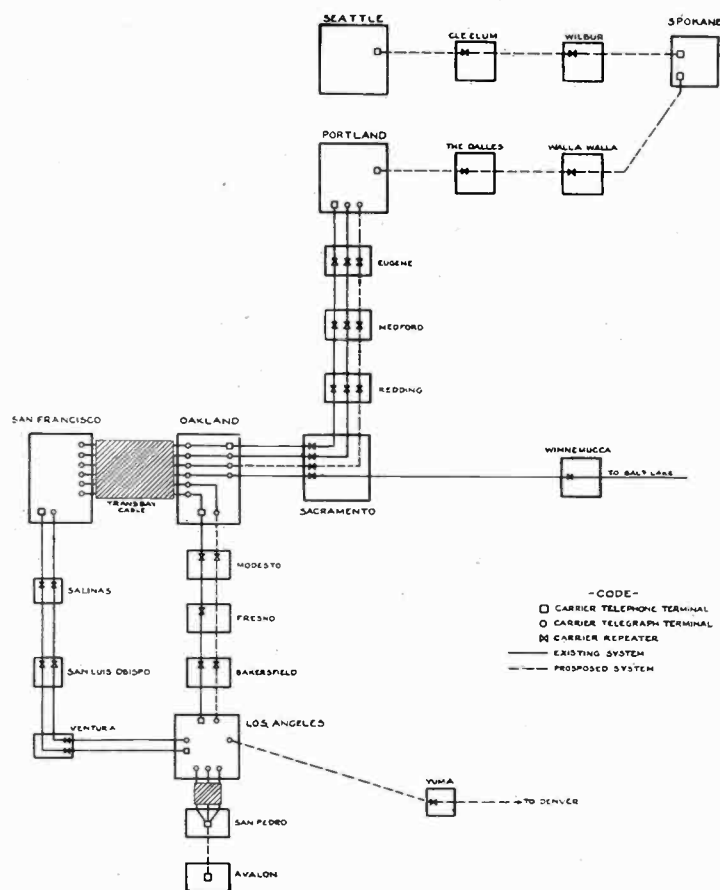 SEATTLE
CLE ELUM
WILBUR
SPOKANE
PORTLAND
THE DALLES
WALLA WALLA
EUGENE
MEDFORD
REDDING
SAN FRANCISCO
OAKLAND
TRANSBAY
CABLE
SACRAMENTO
WINNEMUCCA
TO SALT LAKE
MODESTO
SALINAS
FRESNO
SAN LUIS OBISPO
BAKERSFIELD
VENTURA
LOS ANGELES
-CODE-
CARRIER TELEPHONE TERMINAL
CARRIER TELEGRAPH TERMINAL
CARRIER REPEATER
EXISTING SYSTEM
PROSPOSED SYSTEM
YUMA
TO DENVER
SAN PEDRO
AVALON